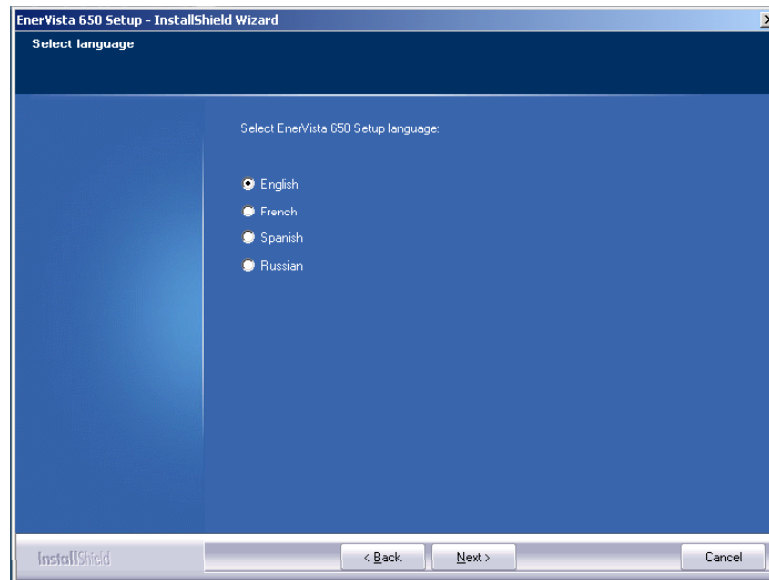 EnerVista 650 Setup - InstallShield Wizard
Select language
Select EnerVista 650 Setup language:
English
French
Spanish
Russian
InstallShield
< Back
Next >
Cancel